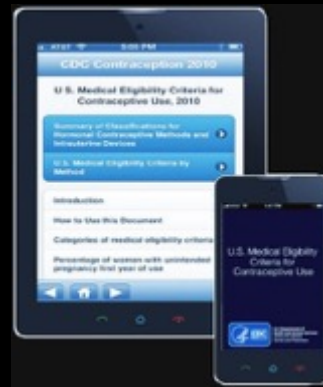 AT&T 5:05 PM
CDC Contraception 2010
U S. Medical Eligibility Criteria for
Contraceptive Use, 2010
Summary of Classifications for
Hormonal Contraceptive Methods and
Intrauterine Devices
U.S. Medical Eligibility Criteria by
Method
Introduction
How to Use this Document
Categories of medical eligibility criteria
Percentage of women with unintended
pregnancy first year of use
U.S. Medical Eligibility
Criteria for
Contraceptive Use
CDC